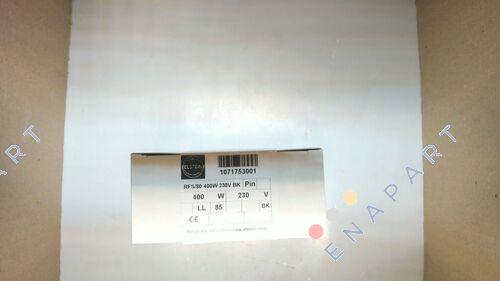 ELSTEIN
1071753001
RFS/80 400W 230V BK Pin
400 W 230 V
LL 85 BK
CE
ENAPART
ENAPART